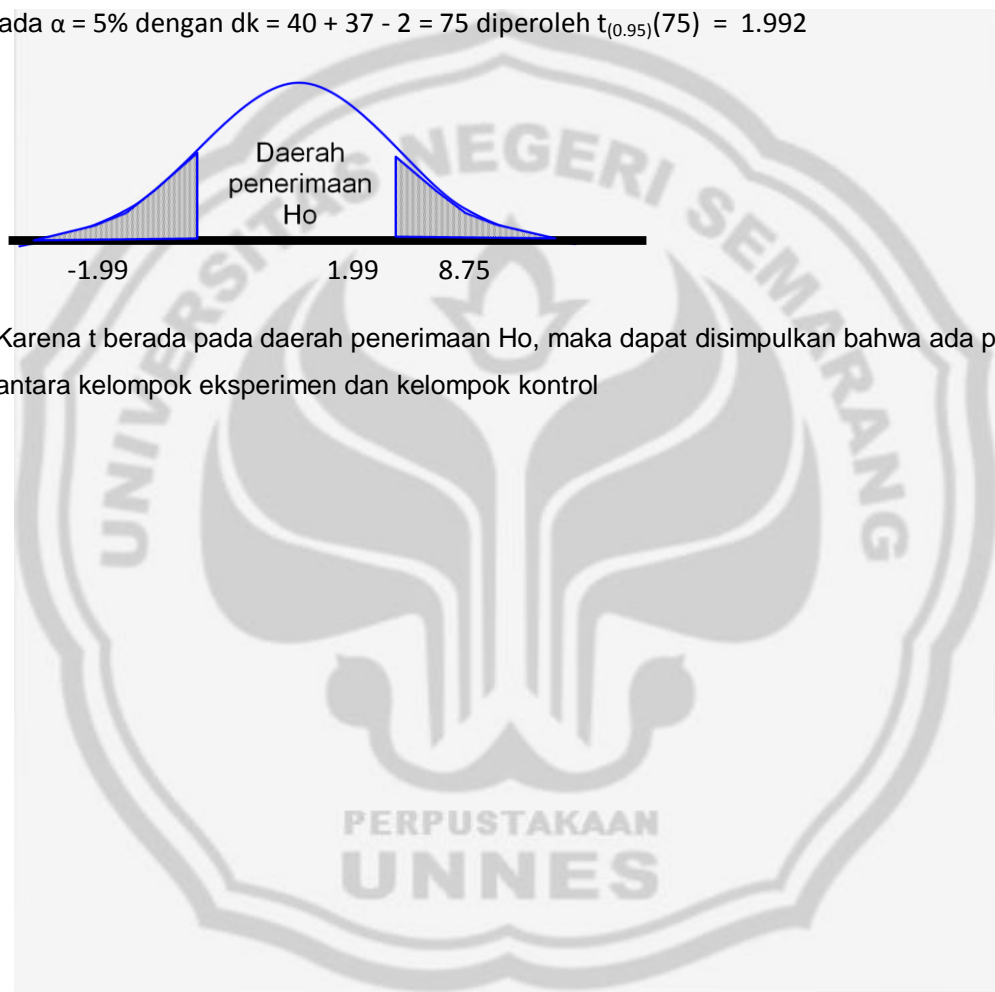 ada α = 5% dengan dk = 40 + 37 - 2 = 75 diperoleh t(0.95)(75) = 1.992
Daerah
penerimaan
Ho
-1.99 1.99 8.75
Karena t berada pada daerah penerimaan Ho, maka dapat disimpulkan bahwa ada p
antara kelompok eksperimen dan kelompok kontrol
UNIVERSITAS NEGERI SEMARANG
PERPUSTAKAAN
UNNES